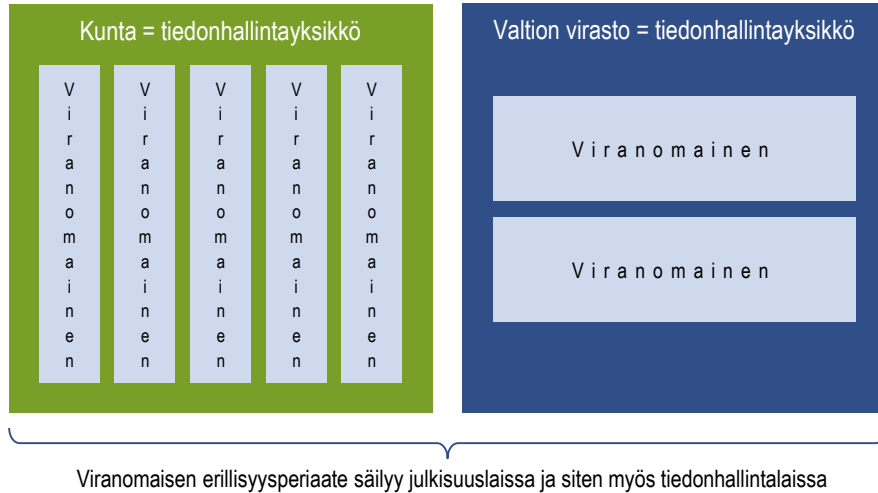 Kunta = tiedonhallintayksikkö
Viranomainen
Viranomainen
Viranomainen
Viranomainen
Viranomainen
Valtion virasto = tiedonhallintayksikkö
Viranomainen
Viranomainen
Viranomaisen erillisyysperiaate säilyy julkisuuslaissa ja siten myös tiedonhallintalaissa